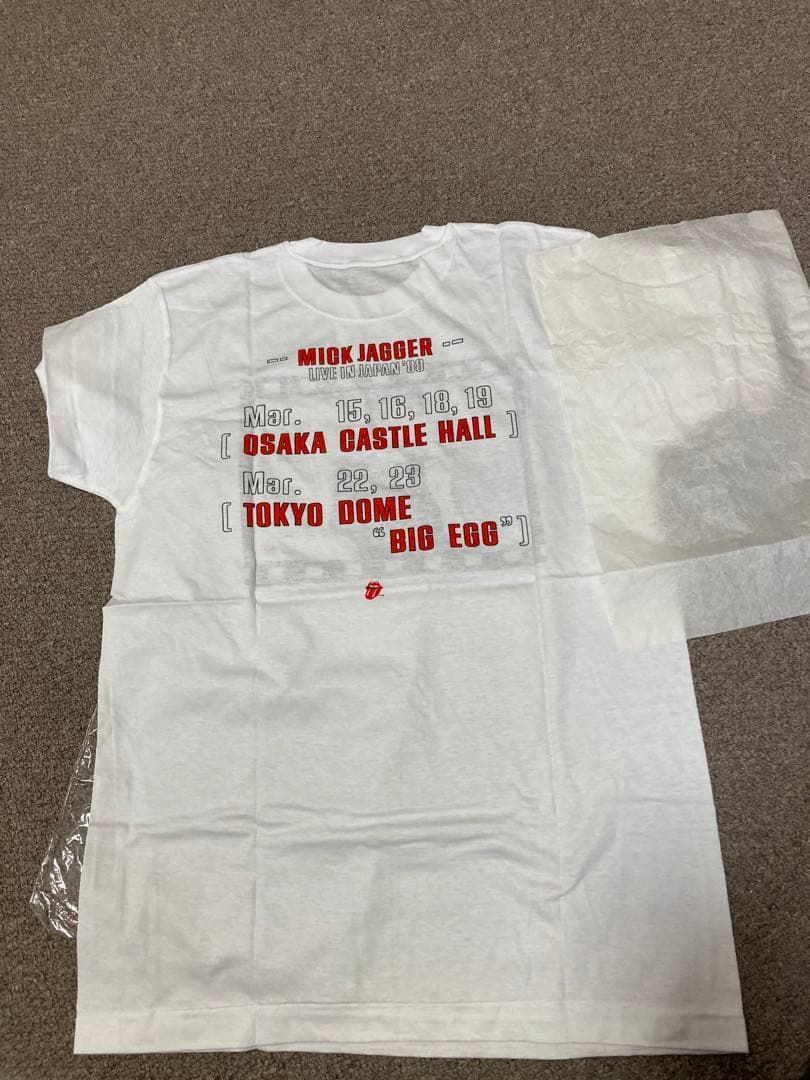 -- MICK JAGGER --
LIVE IN JAPAN '88
Mar. 15, 16, 18, 19
[ OSAKA CASTLE HALL ]
Mar. 22, 23
[ TOKYO DOME
“BIG EGG” ]